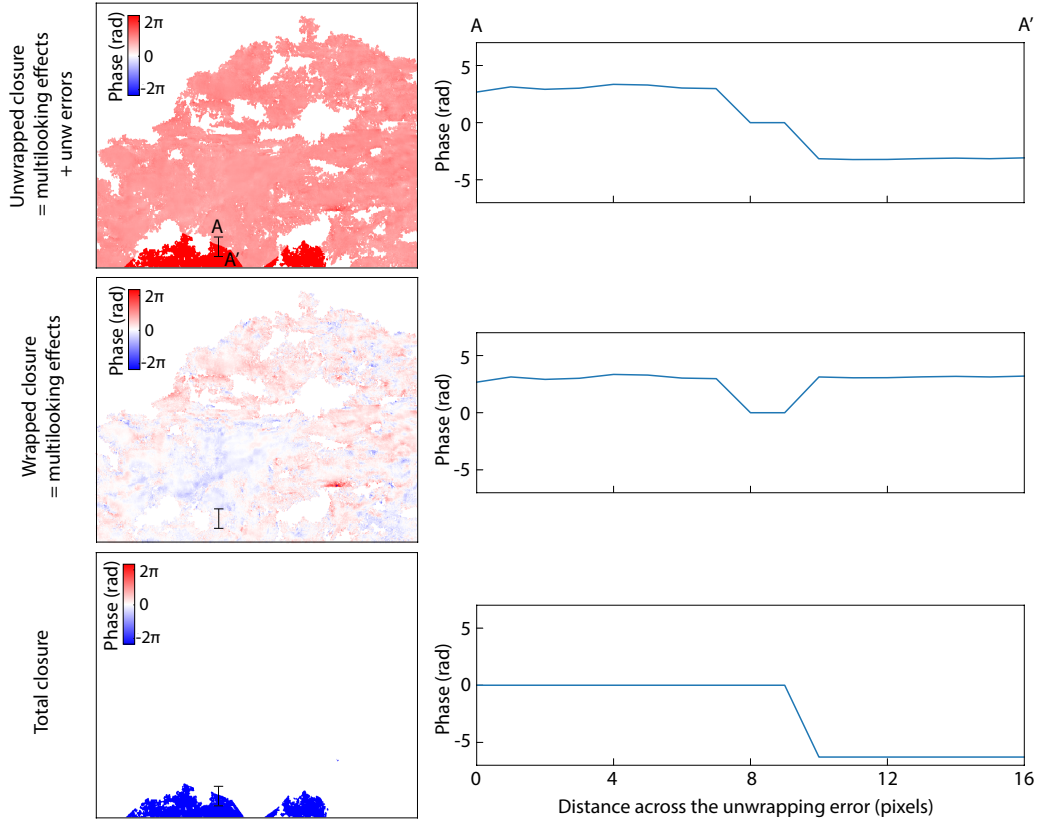 Unwrapped closure
= multilooking effects
+ unw errors
Phase (rad)
2π
0
-2π
A
A'
A
A'
Phase (rad)
5
0
-5
Wrapped closure
= multilooking effects
Phase (rad)
2π
0
-2π
Phase (rad)
5
0
-5
Total closure
Phase (rad)
2π
0
-2π
Phase (rad)
5
0
-5
0
4
8
12
16
Distance across the unwrapping error (pixels)